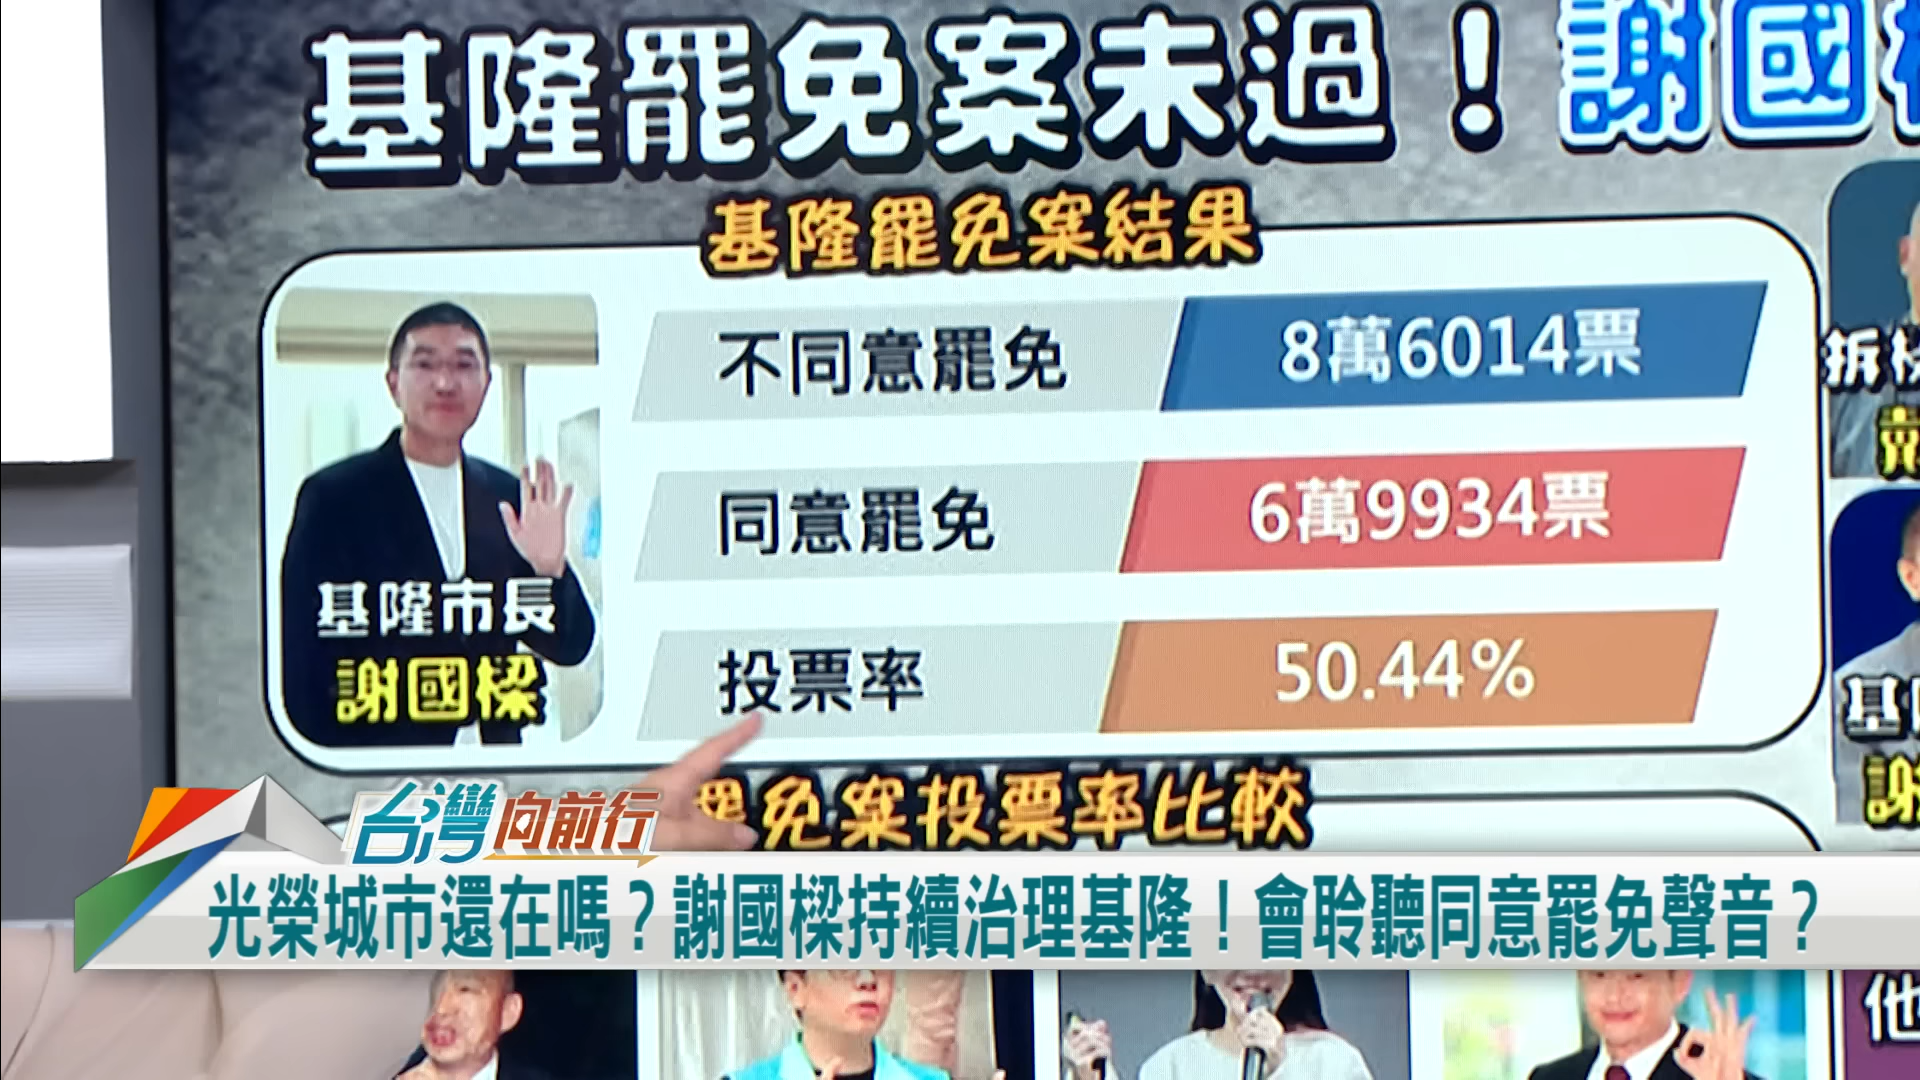 基隆罷免案未過！謝國
基隆罷免案結果
不同意罷免 8萬6014票
同意罷免 6萬9934票
投票率 50.44%
基隆市長
謝國樑
拆
基
謝
免案投票率比較
台灣向前行
光榮城市還在嗎？謝國樑持續治理基隆！會聆聽同意罷免聲音？
他